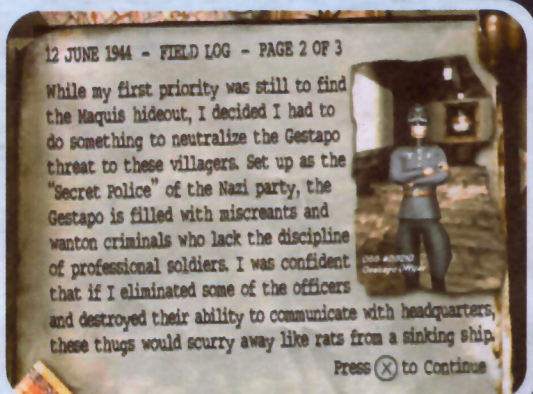 12 JUNE 1944 - FIELD LOG - PAGE 2 OF 3
While my first priority was still to find
the Maquis hideout, I decided I had to
do something to neutralize the Gestapo
threat to these villagers. Set up as the
"Secret Police" of the Nazi party, the
Gestapo is filled with miscreants and
wanton criminals who lack the discipline
of professional soldiers. I was confident
that if I eliminated some of the officers
and destroyed their ability to communicate with headquarters,
these thugs would scurry away like rats from a sinking ship.
Gestapo Officer
Press X to Continue